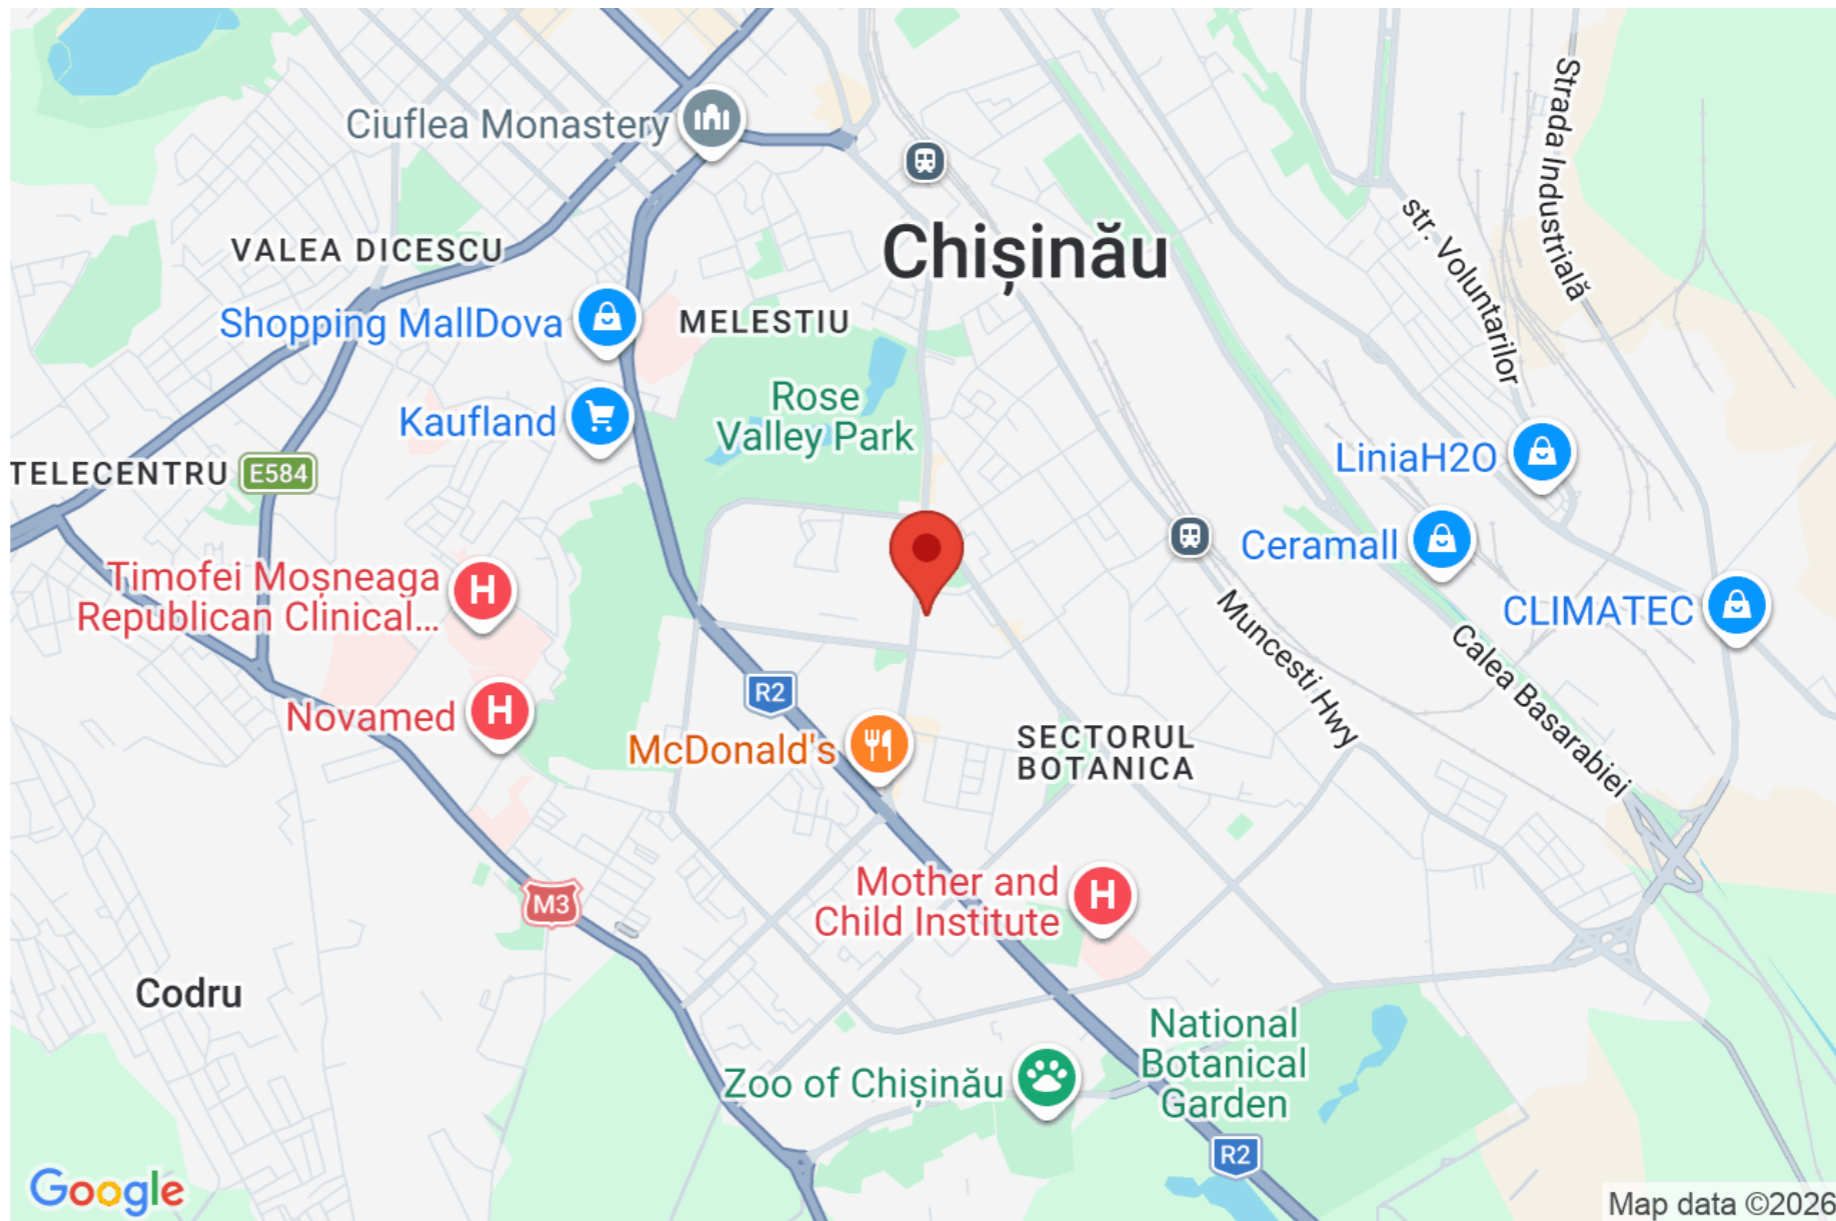 Ciuflea Monastery
Chișinău
VALEA DICESCU
Shopping MallDova
MELESTIU
Rose
Valley Park
Kaufland
TELECENTRU
E584
Strada Industrială
str. Voluntarilor
LiniaH2O
Ceramall
CLIMATEC
Timofei Moșneaga
Republican Clinical...
H
Novamed
H
R2
McDonald's
SECTORUL
BOTANICA
Muncesti Hwy
Calea Basarabiei
M3
Mother and
Child Institute
H
Codru
National
Botanical
Garden
Zoo of Chișinău
R2
Google
Map data ©2026